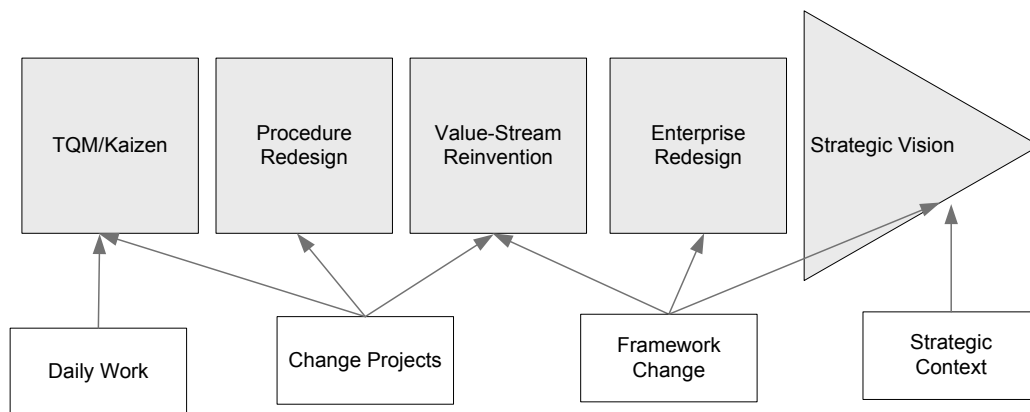 TQM/Kaizen
Procedure
Redesign
Value-Stream
Reinvention
Enterprise
Redesign
Strategic Vision
Daily Work
Change Projects
Framework
Change
Strategic
Context